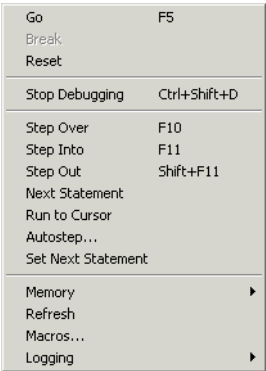 Go F5
Break
Reset
Stop Debugging Ctrl+Shift+D
Step Over F10
Step Into F11
Step Out Shift+F11
Next Statement
Run to Cursor
Autostep...
Set Next Statement
Memory
Refresh
Macros...
Logging